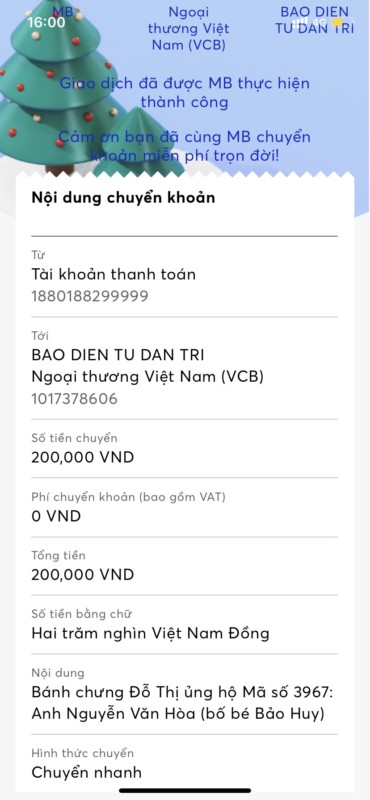 16:00
MB
Ngoại
thương Việt
Nam (VCB)
BAO DIEN
TU DAN TRI
4G
Giao dịch đã được MB thực hiện
thành công
Cảm ơn bạn đã cùng MB chuyển
khoản miễn phí trọn đời!
Nội dung chuyển khoản
Từ
Tài khoản thanh toán
1880188299999
Tới
BAO DIEN TU DAN TRI
Ngoại thương Việt Nam (VCB)
1017378606
Số tiền chuyển
200,000 VND
Phí chuyển khoản (bao gồm VAT)
0 VND
Tổng tiền
200,000 VND
Số tiền bằng chữ
Hai trăm nghìn Việt Nam Đồng
Nội dung
Bánh chưng Đỗ Thị ủng hộ Mã số 3967:
Anh Nguyễn Văn Hòa (bố bé Bảo Huy)
Hình thức chuyển
Chuyển nhanh